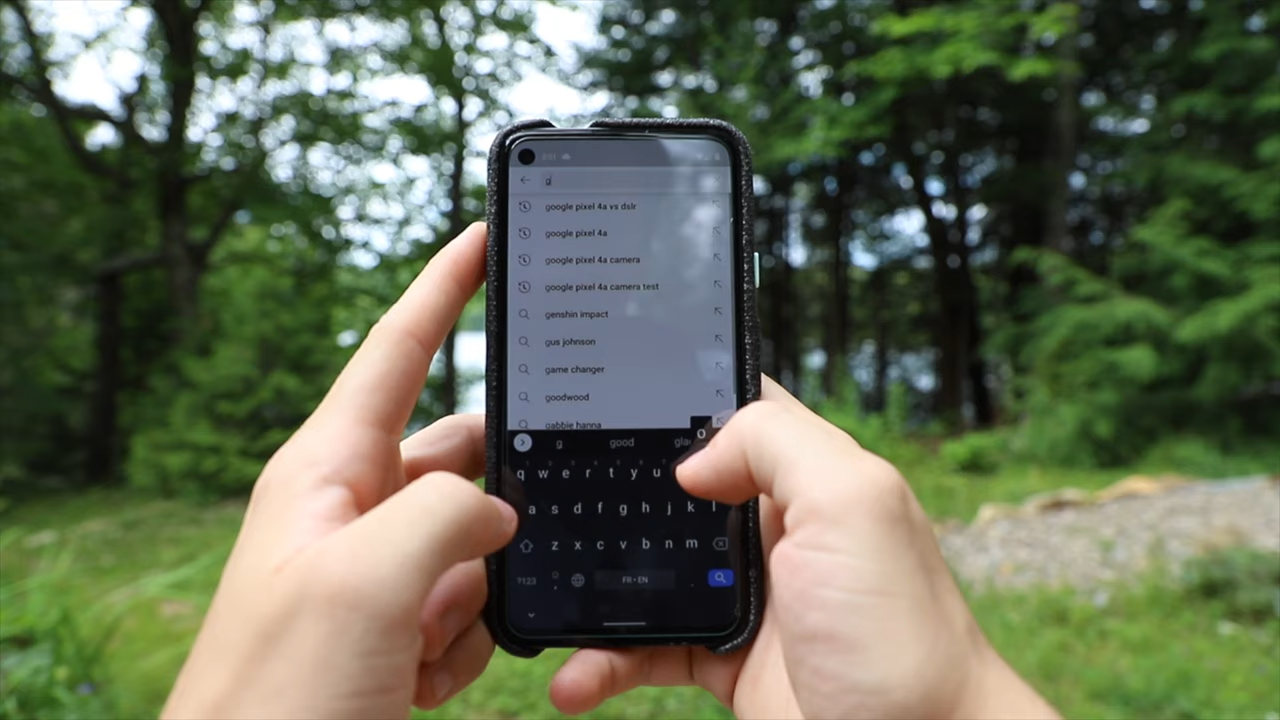 g
google pixel 4a vs dslr
google pixel 4a
google pixel 4a camera
google pixel 4a camera test
genshin impact
gus johnson
game changer
goodwood
gabbie hanna
g good
o
q w e r t y u
a s d f g h j k l
z x c v b n m
?123 , FR • EN .